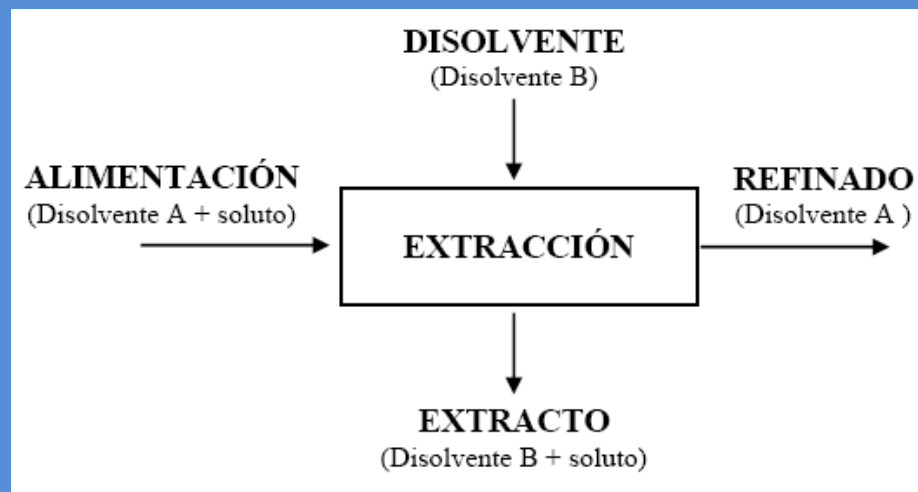 DISOLVENTE
(Disolvente B)
ALIMENTACIÓN
(Disolvente A + soluto)
EXTRACCIÓN
REFINADO
(Disolvente A )
EXTRACTO
(Disolvente B + soluto)